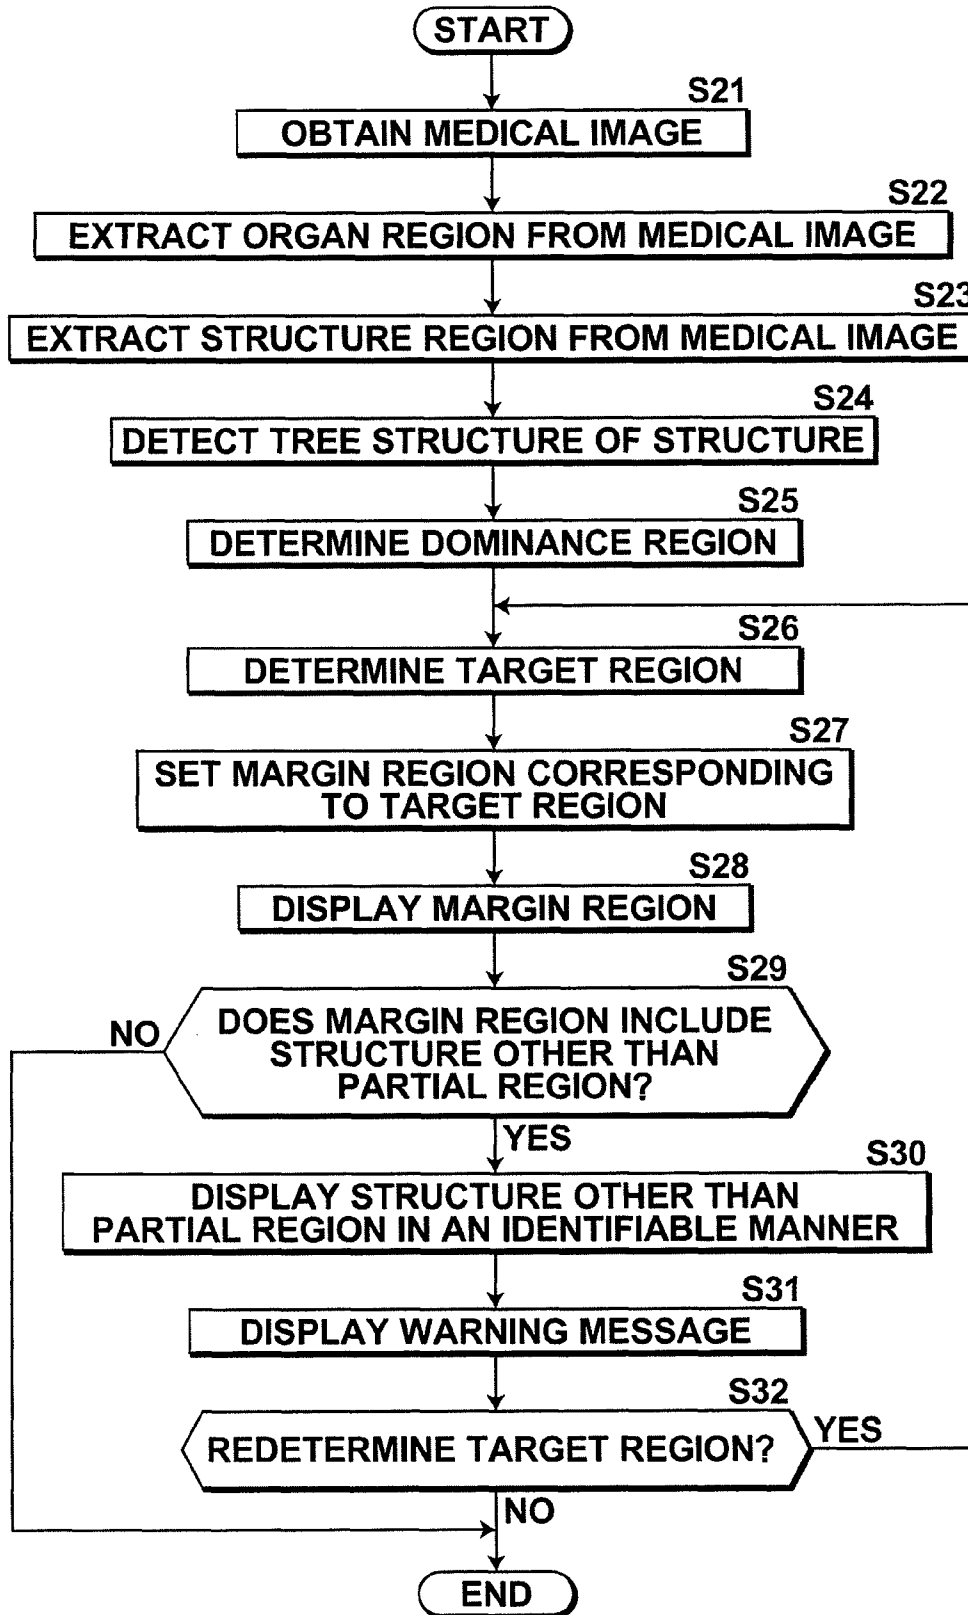 START
S21
OBTAIN MEDICAL IMAGE
S22
EXTRACT ORGAN REGION FROM MEDICAL IMAGE
S23
EXTRACT STRUCTURE REGION FROM MEDICAL IMAGE
S24
DETECT TREE STRUCTURE OF STRUCTURE
S25
DETERMINE DOMINANCE REGION
S26
DETERMINE TARGET REGION
S27
SET MARGIN REGION CORRESPONDING
TO TARGET REGION
S28
DISPLAY MARGIN REGION
S29
NO
DOES MARGIN REGION INCLUDE
STRUCTURE OTHER THAN
PARTIAL REGION?
YES
S30
DISPLAY STRUCTURE OTHER THAN
PARTIAL REGION IN AN IDENTIFIABLE MANNER
S31
DISPLAY WARNING MESSAGE
S32
REDETERMINE TARGET REGION?
YES
NO
END